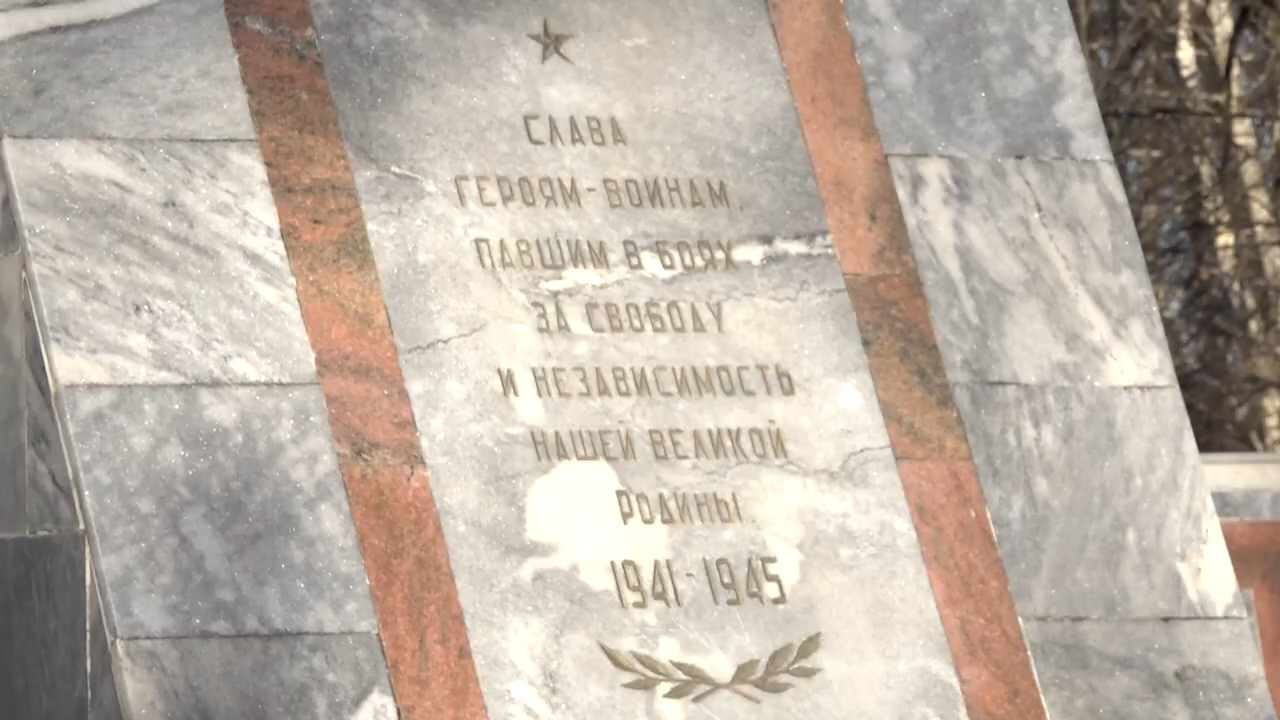 СЛАВА
ГЕРОЯМ-ВОИНАМ,
ПАВШИМ В БОЯХ
ЗА СВОБОДУ
И НЕЗАВИСИМОСТЬ
НАШЕЙ ВЕЛИКОЙ
РОДИНЫ.
1941-1945